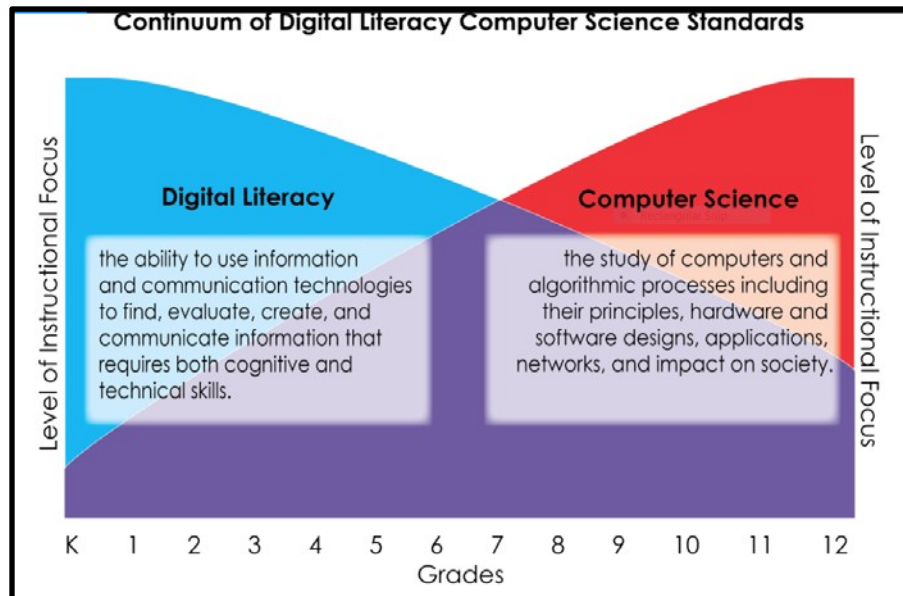 Continuum of Digital Literacy Computer Science Standards
Level of Instructional Focus
Digital Literacy
the ability to use information
and communication technologies
to find, evaluate, create, and
communicate information that
requires both cognitive and
technical skills.
Computer Science
Rectangular Snip
the study of computers and
algorithmic processes including
their principles, hardware and
software designs, applications,
networks, and impact on society.
Level of Instructional Focus
K 1 2 3 4 5 6 7 8 9 10 11 12
Grades